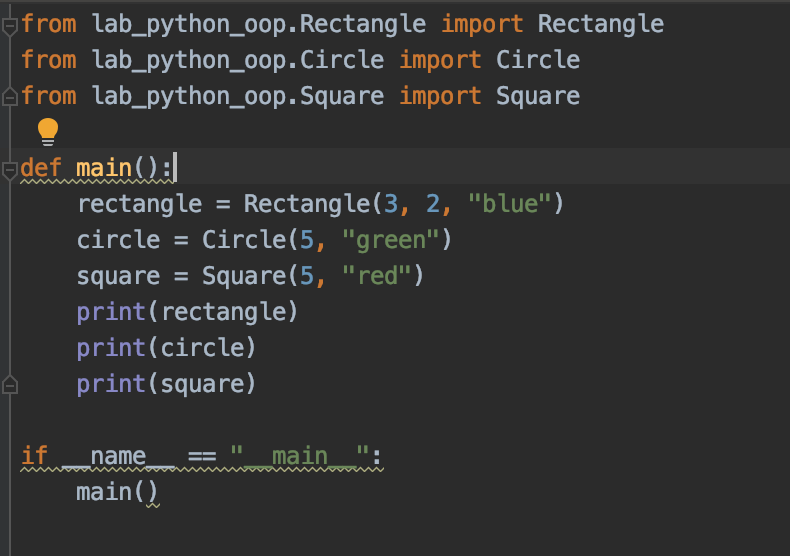 from lab_python_oop.Rectangle import Rectangle
from lab_python_oop.Circle import Circle
from lab_python_oop.Square import Square
def main():
    rectangle = Rectangle(3, 2, "blue")
    circle = Circle(5, "green")
    square = Square(5, "red")
    print(rectangle)
    print(circle)
    print(square)
if __name__ == "__main__":
    main()